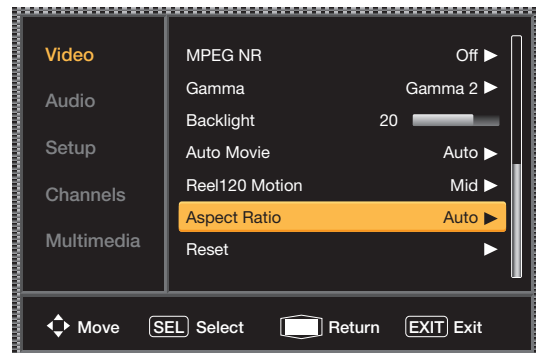 Video
Audio
Setup
Channels
Multimedia
MPEG NR Off
Gamma Gamma 2
Backlight 20
Auto Movie Auto
Reel120 Motion Mid
Aspect Ratio Auto
Reset
Move SEL Select Return EXIT Exit